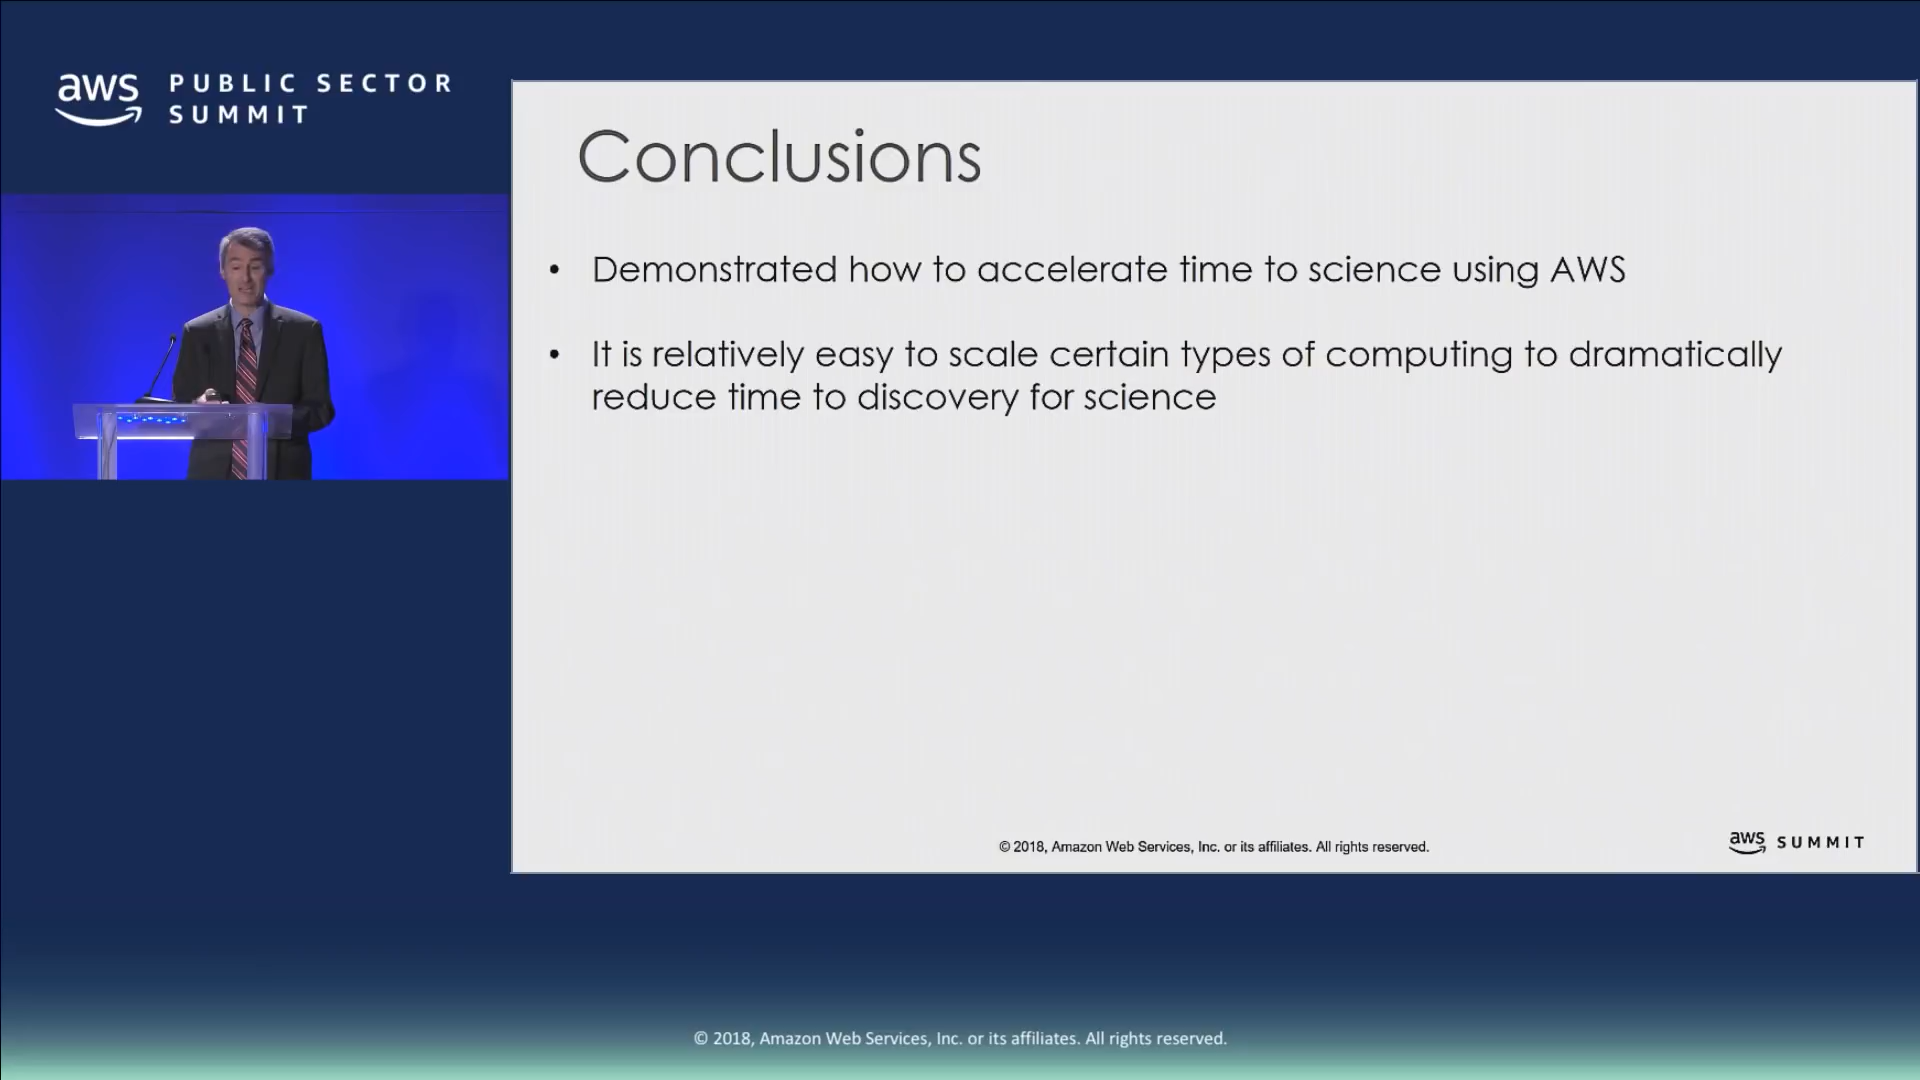 aws PUBLIC SECTOR
SUMMIT
Conclusions
• Demonstrated how to accelerate time to science using AWS
• It is relatively easy to scale certain types of computing to dramatically
reduce time to discovery for science
© 2018, Amazon Web Services, Inc. or its affiliates. All rights reserved.
aws SUMMIT
© 2018, Amazon Web Services, Inc. or its affiliates. All rights reserved.